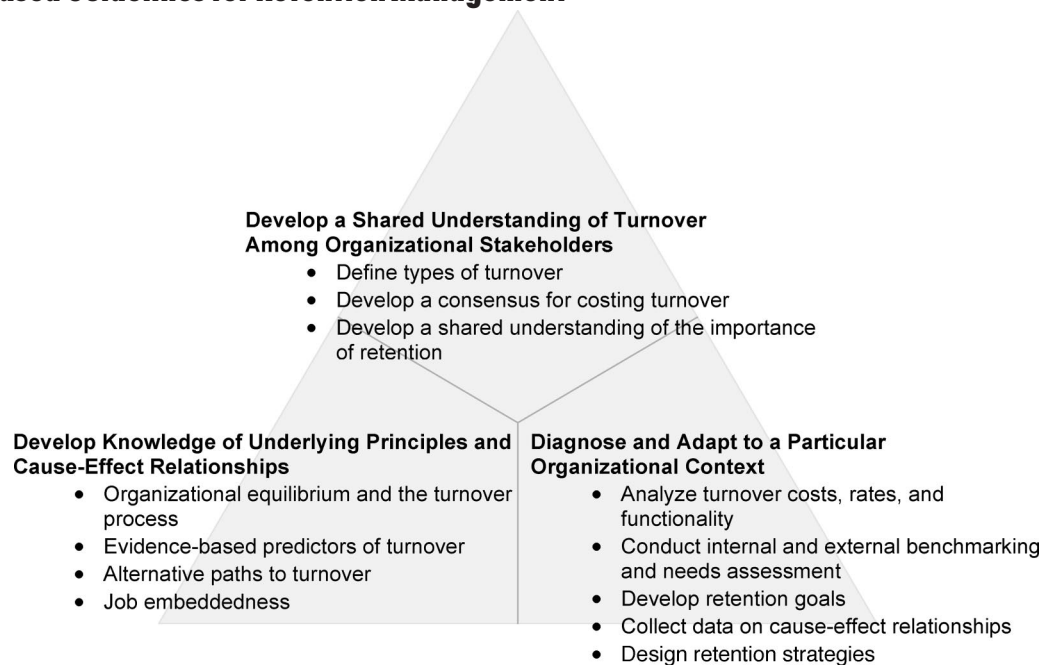 Guidelines for Retention Management
Develop a Shared Understanding of Turnover
Among Organizational Stakeholders
• Define types of turnover
• Develop a consensus for costing turnover
• Develop a shared understanding of the importance
of retention
Develop Knowledge of Underlying Principles and
Cause-Effect Relationships
• Organizational equilibrium and the turnover
process
• Evidence-based predictors of turnover
• Alternative paths to turnover
• Job embeddedness
Diagnose and Adapt to a Particular
Organizational Context
• Analyze turnover costs, rates, and
functionality
• Conduct internal and external benchmarking
and needs assessment
• Develop retention goals
• Collect data on cause-effect relationships
• Design retention strategies